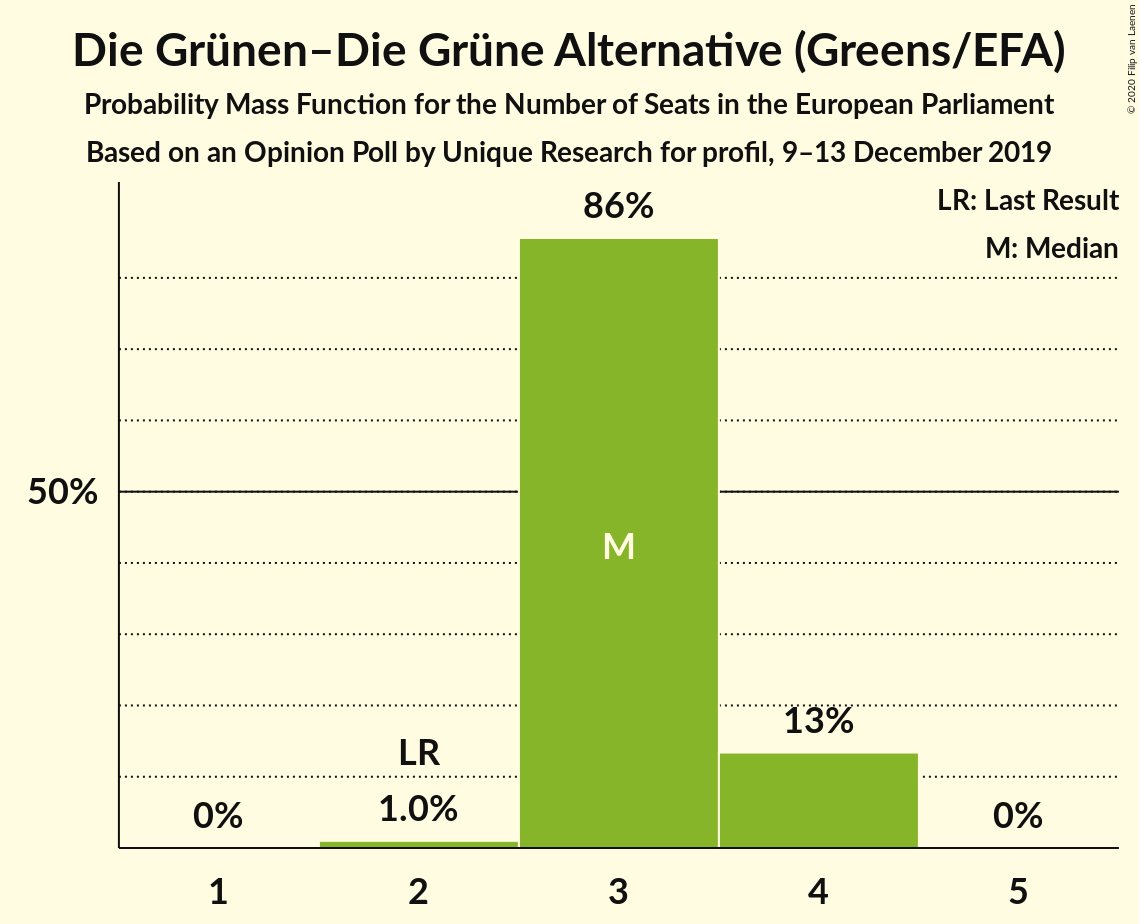 Die Grünen–Die Grüne Alternative (Greens/EFA)
Probability Mass Function for the Number of Seats in the European Parliament
Based on an Opinion Poll by Unique Research for profil, 9–13 December 2019
© 2020 Filip van Laenen
LR: Last Result
M: Median
86%
50%
M
13%
LR
0%
1.0%
0%
1
2
3
4
5